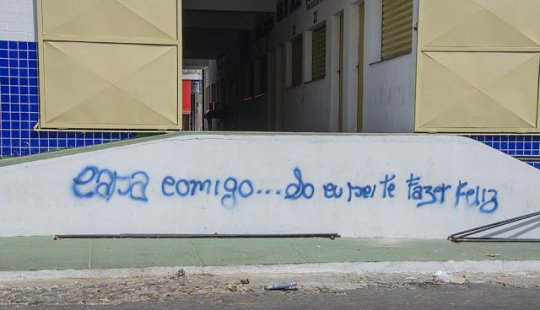 casa comigo... só eu sei te fazer feliz